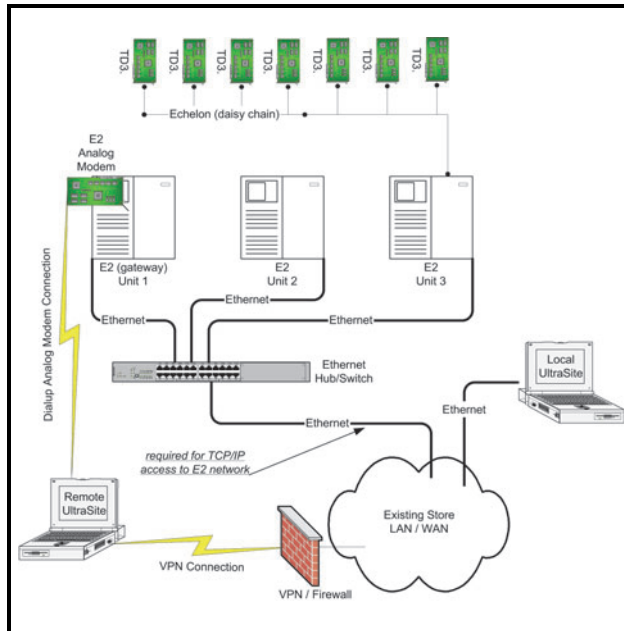 TD3.
TD3.
TD3.
TD3.
TD3.
TD3.
TD3.
Echelon (daisy chain)
E2
Analog
Modem
E2 (gateway)
Unit 1
E2
Unit 2
E2
Unit 3
Ethernet
Ethernet
Ethernet
Dialup Analog Modem Connection
Ethernet
Hub/Switch
Local
UltraSite
Ethernet
Ethernet
required for TCP/IP
access to E2 network
Remote
UltraSite
Existing Store
LAN / WAN
VPN Connection
VPN / Firewall